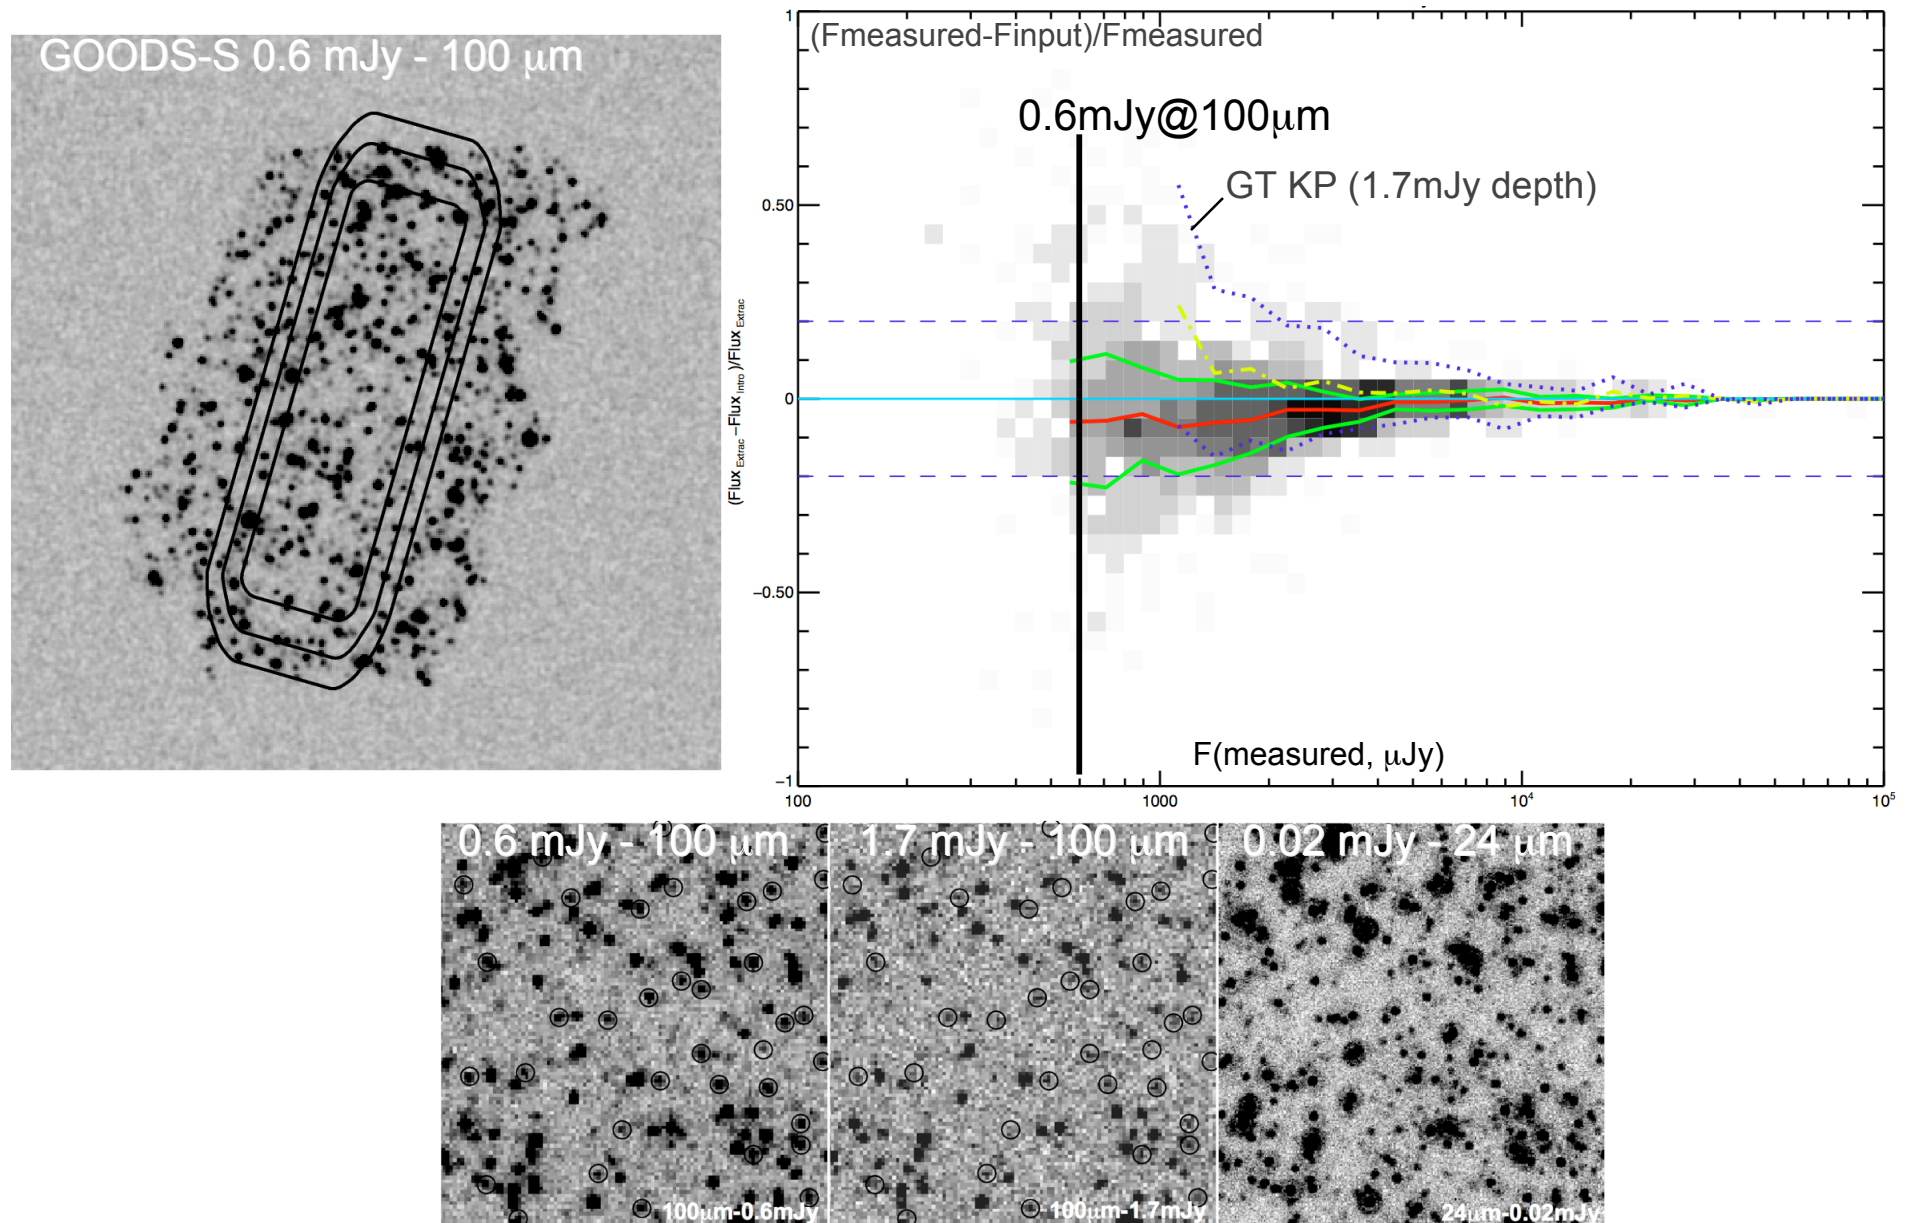 GOODS-S 0.6 mJy - 100 μm
1
(Fmeasured-Finput)/Fmeasured
0.6mJy@100μm
GT KP (1.7mJy depth)
0.50
(Flux Extrac −Flux Intro )/Flux Extrac
0
−0.50
F(measured, μJy)
−1
100
1000
10⁴
10⁵
0.6 mJy - 100 μm
1.7 mJy - 100 μm
0.02 mJy - 24 μm
100μm-0.6mJy
100μm-1.7mJy
24μm-0.02mJy